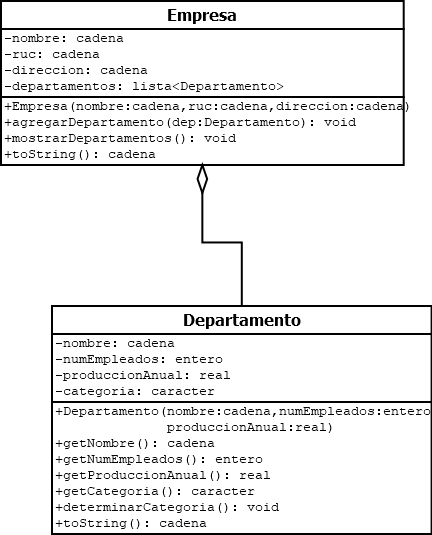 Empresa
-nombre: cadena
-ruc: cadena
-direccion: cadena
-departamentos: lista<Departamento>
+Empresa(nombre:cadena,ruc:cadena,direccion:cadena)
+agregarDepartamento(dep:Departamento): void
+mostrarDepartamentos(): void
+toString(): cadena
Departamento
-nombre: cadena
-numEmpleados: entero
-produccionAnual: real
-categoria: caracter
+Departamento(nombre:cadena,numEmpleados:entero
produccionAnual:real)
+getNombre(): cadena
+getNumEmpleados(): entero
+getProduccionAnual(): real
+getCategoria(): caracter
+determinarCategoria(): void
+toString(): cadena